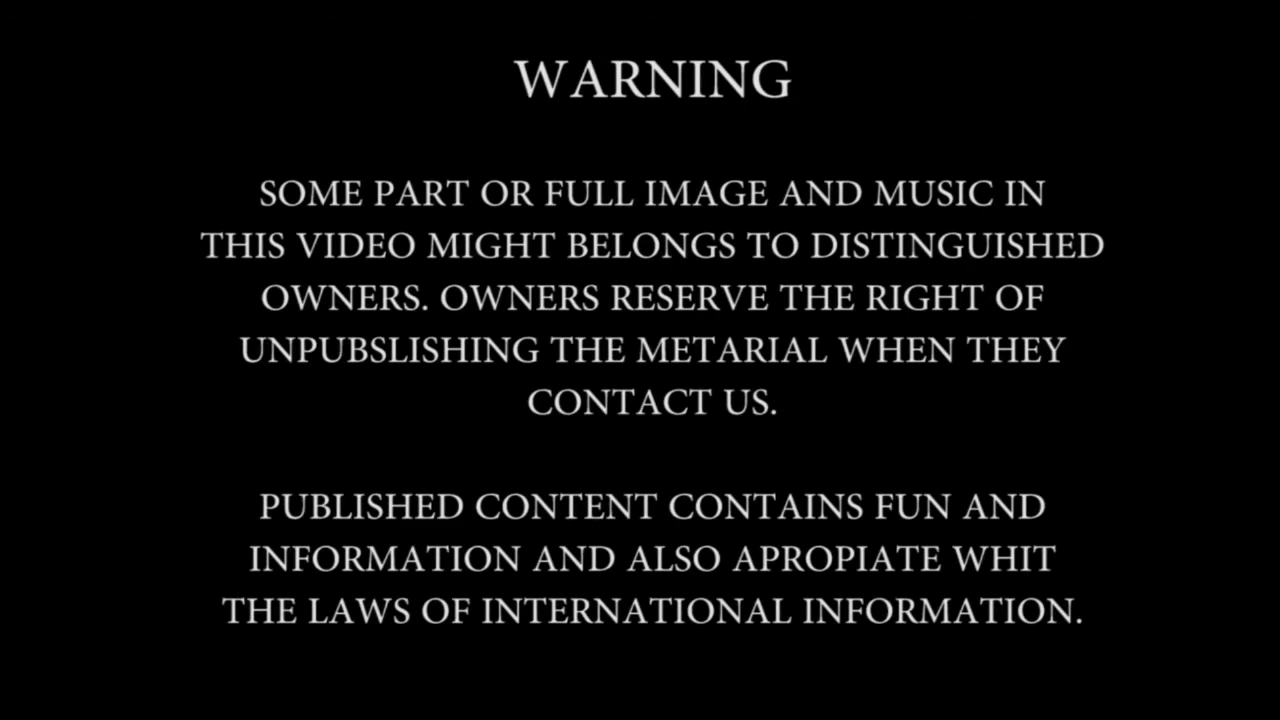 WARNING
SOME PART OR FULL IMAGE AND MUSIC IN
THIS VIDEO MIGHT BELONGS TO DISTINGUISHED
OWNERS. OWNERS RESERVE THE RIGHT OF
UNPUBSLISHING THE METARIAL WHEN THEY
CONTACT US.
PUBLISHED CONTENT CONTAINS FUN AND
INFORMATION AND ALSO APROPIATE WHIT
THE LAWS OF INTERNATIONAL INFORMATION.